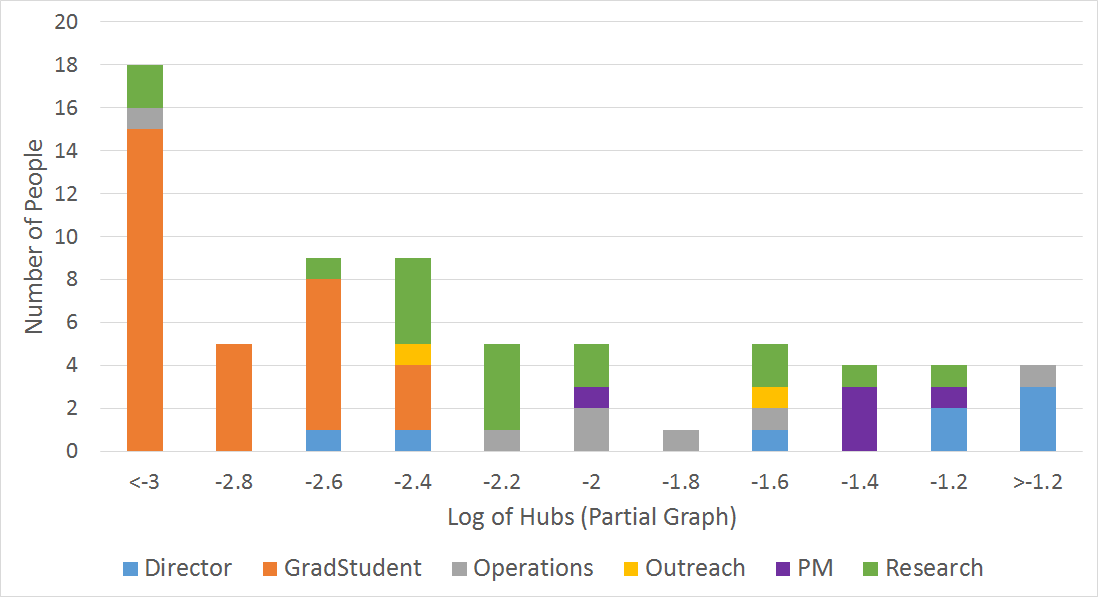 20
18
16
14
12
10
8
6
4
2
0
Number of People
<-3 -2.8 -2.6 -2.4 -2.2 -2 -1.8 -1.6 -1.4 -1.2 >-1.2
Log of Hubs (Partial Graph)
Director GradStudent Operations Outreach PM Research